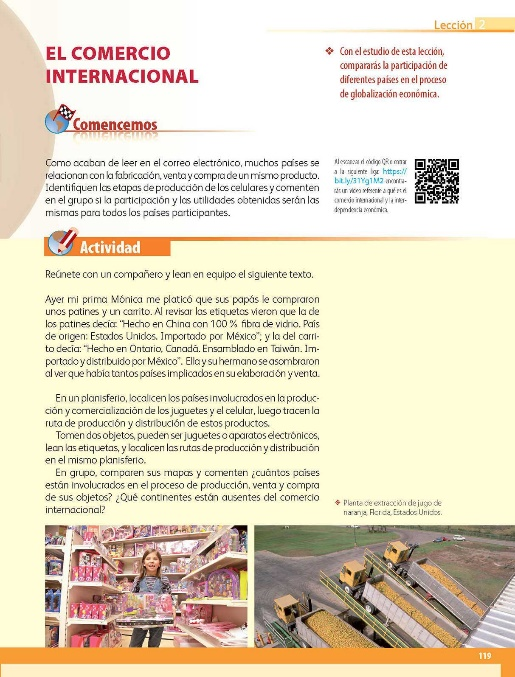 Lección 2
EL COMERCIO
INTERNACIONAL
❖ Con el estudio de esta lección,
compararás la participación de
diferentes países en el proceso
de globalización económica.
Comencemos
Como acaban de leer en el correo electrónico, muchos países se
relacionan con la fabricación, venta y compra de un mismo producto.
Identifiquen las etapas de producción de los celulares y comenten
en el grupo si la participación y las utilidades obtenidas serán las
mismas para todos los países participantes.
Al escanear el código QR o entrar
a la siguiente liga https://
bit.ly/31Yg1M2 encontra-
rás un video referente a qué es el
comercio internacional y la inter-
dependencia económica.
Actividad
Reúnete con un compañero y lean en equipo el siguiente texto.
Ayer mi prima Mónica me platicó que sus papás le compraron
unos patines y un carrito. Al revisar las etiquetas vieron que la de
los patines decía: “Hecho en China con 100 % fibra de vidrio. País
de origen: Estados Unidos. Importado por México”; y la del carri-
to decía: “Hecho en Ontario, Canadá. Ensamblado en Taiwán. Im-
portado y distribuido por México”. Ella y su hermano se asombraron
al ver que había tantos países implicados en su elaboración y venta.
En un planisferio, localicen los países involucrados en la produc-
ción y comercialización de los juguetes y el celular, luego tracen la
ruta de producción y distribución de estos productos.
Tomen dos objetos, pueden ser juguetes o aparatos electrónicos,
lean las etiquetas, y localicen las rutas de producción y distribución
en el mismo planisferio.
En grupo, comparen sus mapas y comenten ¿cuántos países
están involucrados en el proceso de producción, venta y compra
de sus objetos? ¿Qué continentes están ausentes del comercio
internacional?
❖ Planta de extracción de jugo de
naranja, Florida, Estados Unidos.
119